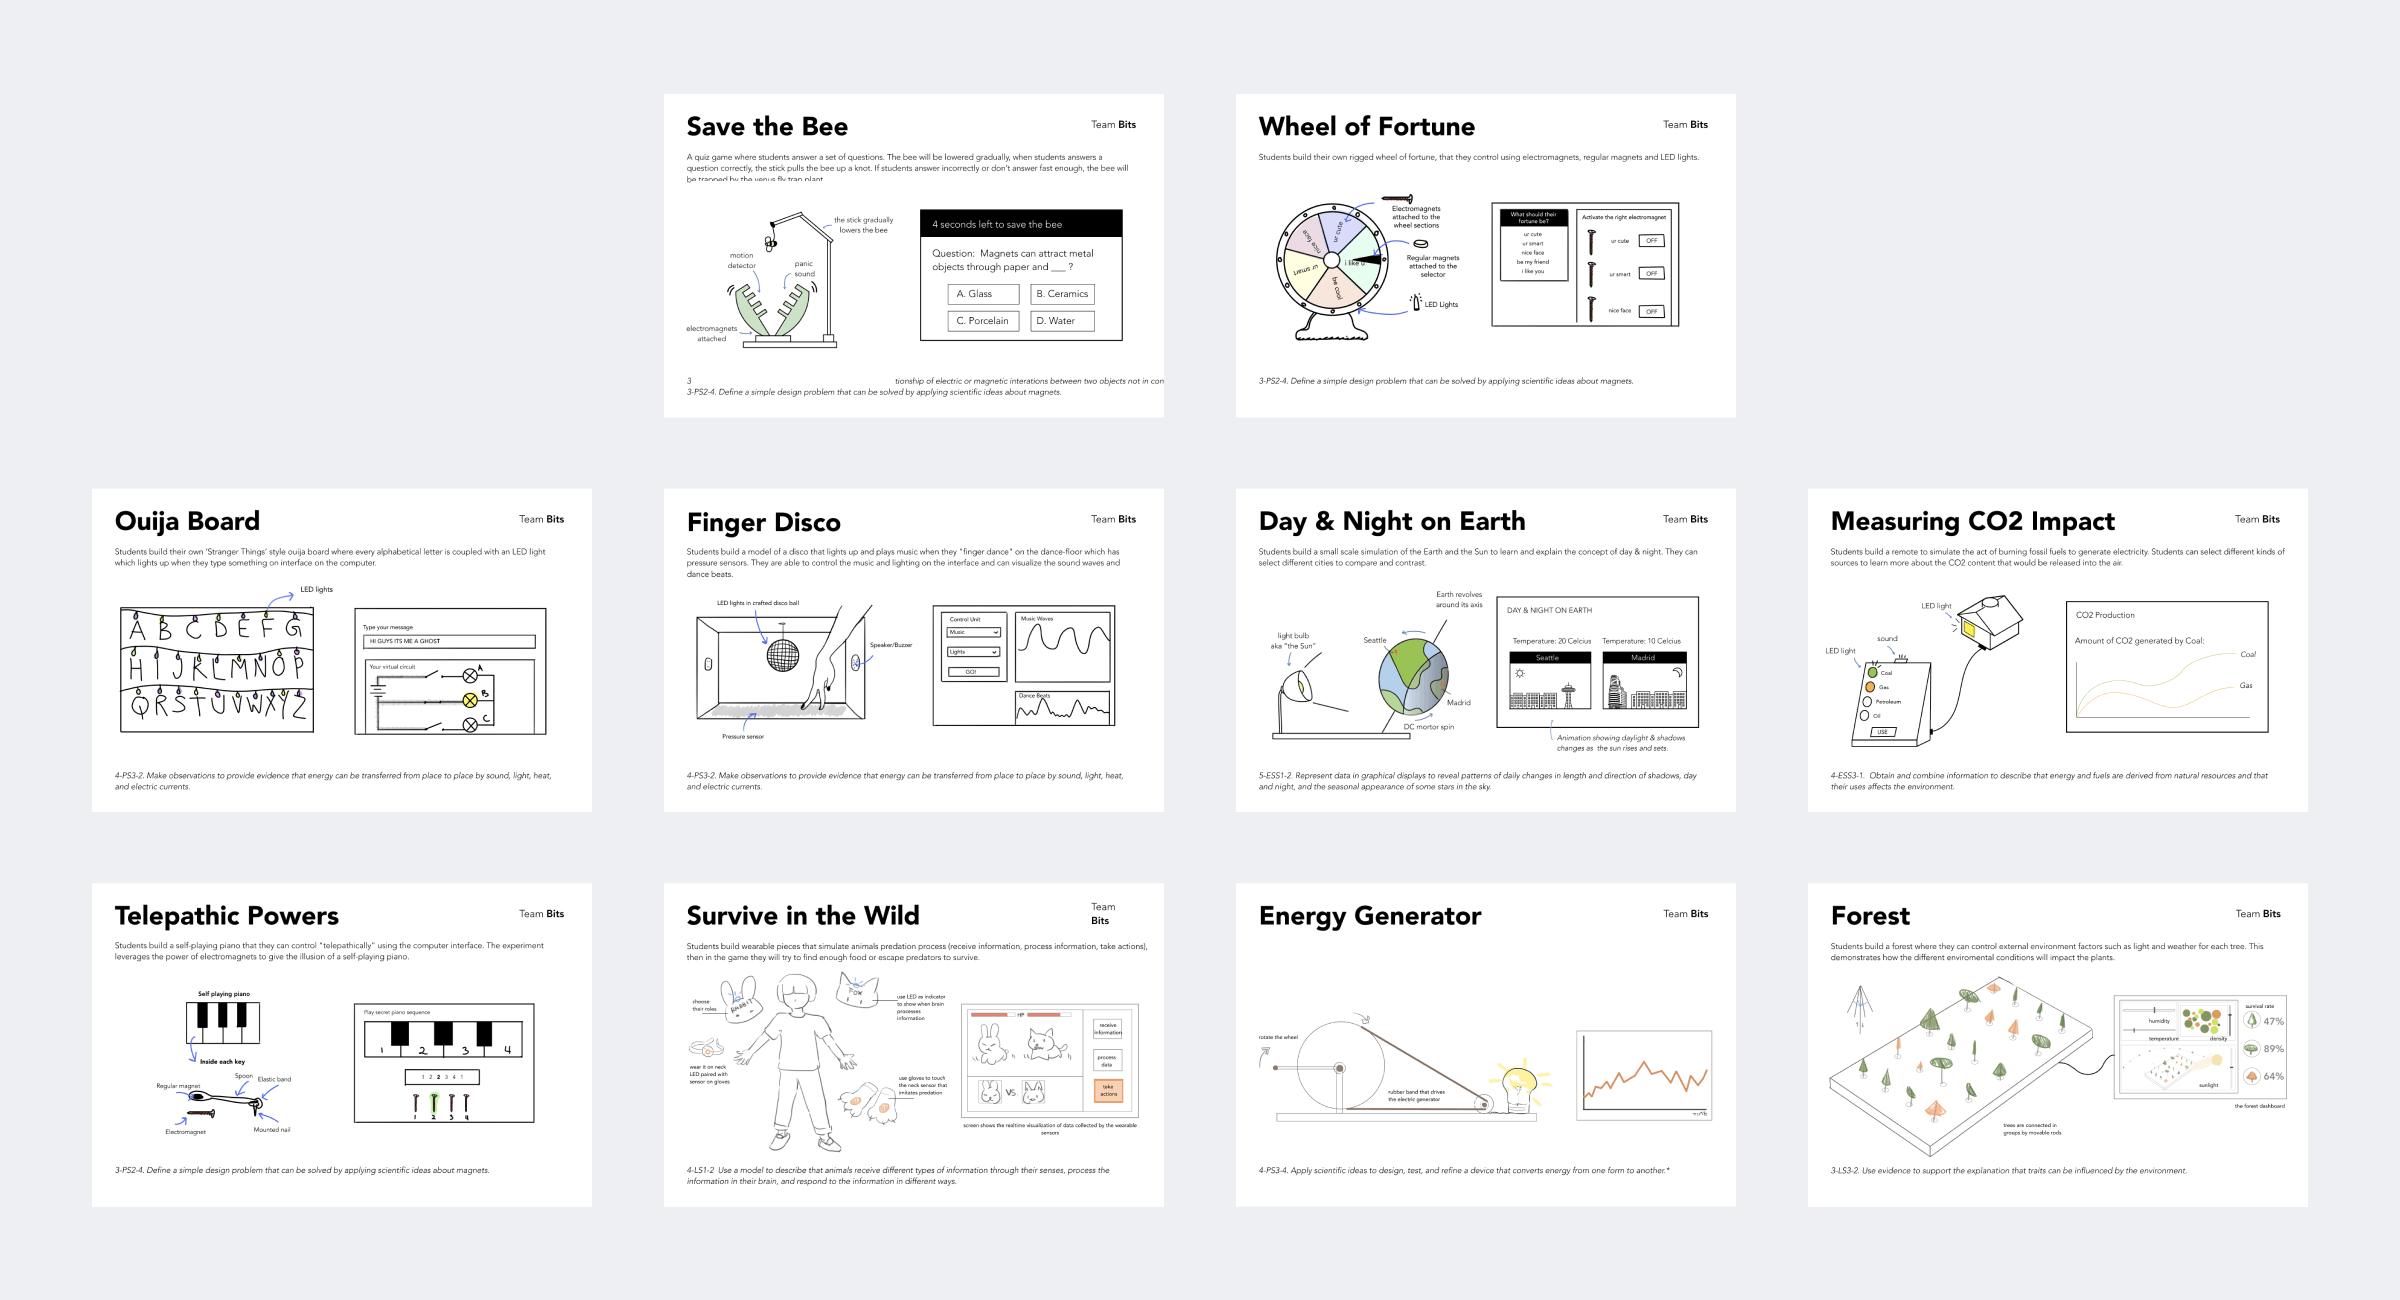 Save the Bee
Team Bits
A quiz game where students answer a set of questions. The bee will be lowered gradually, when students answers a
question correctly, the stick pulls the bee up a knot. If students answer incorrectly or don't answer fast enough, the bee will
be trapped by the venus fly trap plant.
the stick gradually
lowers the bee
motion
detector
panic
sound
electromagnets
attached
4 seconds left to save the bee
Question: Magnets can attract metal
objects through paper and ___ ?
A. Glass
B. Ceramics
C. Porcelain
D. Water
3
tionship of electric or magnetic interations between two objects not in con
3-PS2-4. Define a simple design problem that can be solved by applying scientific ideas about magnets.
Wheel of Fortune
Team Bits
Students build their own rigged wheel of fortune, that they control using electromagnets, regular magnets and LED lights.
ur cute
nice face
i like u
ur smart
be cool
Electromagnets
attached to the
wheel sections
Regular magnets
attached to the
selector
LED Lights
What should their
fortune be?
ur cute
ur smart
nice face
be my friend
i like you
Activate the right electromagnet
ur cute
OFF
ur smart
OFF
nice face
OFF
3-PS2-4. Define a simple design problem that can be solved by applying scientific ideas about magnets.
Ouija Board
Team Bits
Students build their own 'Stranger Things' style ouija board where every alphabetical letter is coupled with an LED light
which lights up when they type something on interface on the computer.
LED lights
A B C D E F G
H I J K L M N O P
Q R S T U V W X Y Z
Type your message
HI GUYS ITS ME A GHOST
Your virtual circuit
A
B
C
4-PS3-2. Make observations to provide evidence that energy can be transferred from place to place by sound, light, heat,
and electric currents.
Finger Disco
Team Bits
Students build a model of a disco that lights up and plays music when they "finger dance" on the dance-floor which has
pressure sensors. They are able to control the music and lighting on the interface and can visualize the sound waves and
dance beats.
LED lights in crafted disco ball
Speaker/Buzzer
Pressure sensor
Control Unit
Music
Lights
GO!
Music Waves
Dance Beats
4-PS3-2. Make observations to provide evidence that energy can be transferred from place to place by sound, light, heat,
and electric currents.
Day & Night on Earth
Team Bits
Students build a small scale simulation of the Earth and the Sun to learn and explain the concept of day & night. They can
select different cities to compare and contrast.
Earth revolves
around its axis
light bulb
aka "the Sun"
Seattle
Madrid
DC mortor spin
DAY & NIGHT ON EARTH
Temperature: 20 Celcius
Temperature: 10 Celcius
Seattle
Madrid
Animation showing daylight & shadows
changes as the sun rises and sets.
5-ESS1-2. Represent data in graphical displays to reveal patterns of daily changes in length and direction of shadows, day
and night, and the seasonal appearance of some stars in the sky.
Measuring CO2 Impact
Team Bits
Students build a remote to simulate the act of burning fossil fuels to generate electricity. Students can select different kinds of
sources to learn more about the CO2 content that would be released into the air.
LED light
sound
LED light
Coal
Gas
Petroleum
Oil
USE
CO2 Production
Amount of CO2 generated by Coal:
Coal
Gas
4-ESS3-1. Obtain and combine information to describe that energy and fuels are derived from natural resources and that
their uses affects the environment.
Telepathic Powers
Team Bits
Students build a self-playing piano that they can control "telepathically" using the computer interface. The experiment
leverages the power of electromagnets to give the illusion of a self-playing piano.
Self playing piano
Inside each key
Regular magnet
Spoon
Elastic band
Electromagnet
Mounted nail
Play secret piano sequence
1 2 3 4
1 2 2 3 4 1
1 2 3 4
3-PS2-4. Define a simple design problem that can be solved by applying scientific ideas about magnets.
Survive in the Wild
Team
Bits
Students build wearable pieces that simulate animals predation process (receive information, process information, take actions),
then in the game they will try to find enough food or escape predators to survive.
choose
their roles
RABBIT
FOX
use LED as indicator
to show when brain
processes
information
wear it on neck
LED paired with
sensor on gloves
use gloves to touch
the neck sensor that
imitates predation
HP
VS.
receive
information
process
data
take
actions
screen shows the realtime visualization of data collected by the wearable
sensors
4-LS1-2 Use a model to describe that animals receive different types of information through their senses, process the
information in their brain, and respond to the information in different ways.
Energy Generator
Team Bits
rotate the wheel
rubber band that drives
the electric generator
4-PS3-4. Apply scientific ideas to design, test, and refine a device that converts energy from one form to another.*
Forest
Team Bits
Students build a forest where they can control external environment factors such as light and weather for each tree. This
demonstrates how the different enviromental conditions will impact the plants.
humidity
temperature
density
sunlight
survival rate
47%
89%
64%
the forest dashboard
trees are connected in
groups by movable rods
3-LS3-2. Use evidence to support the explanation that traits can be influenced by the environment.